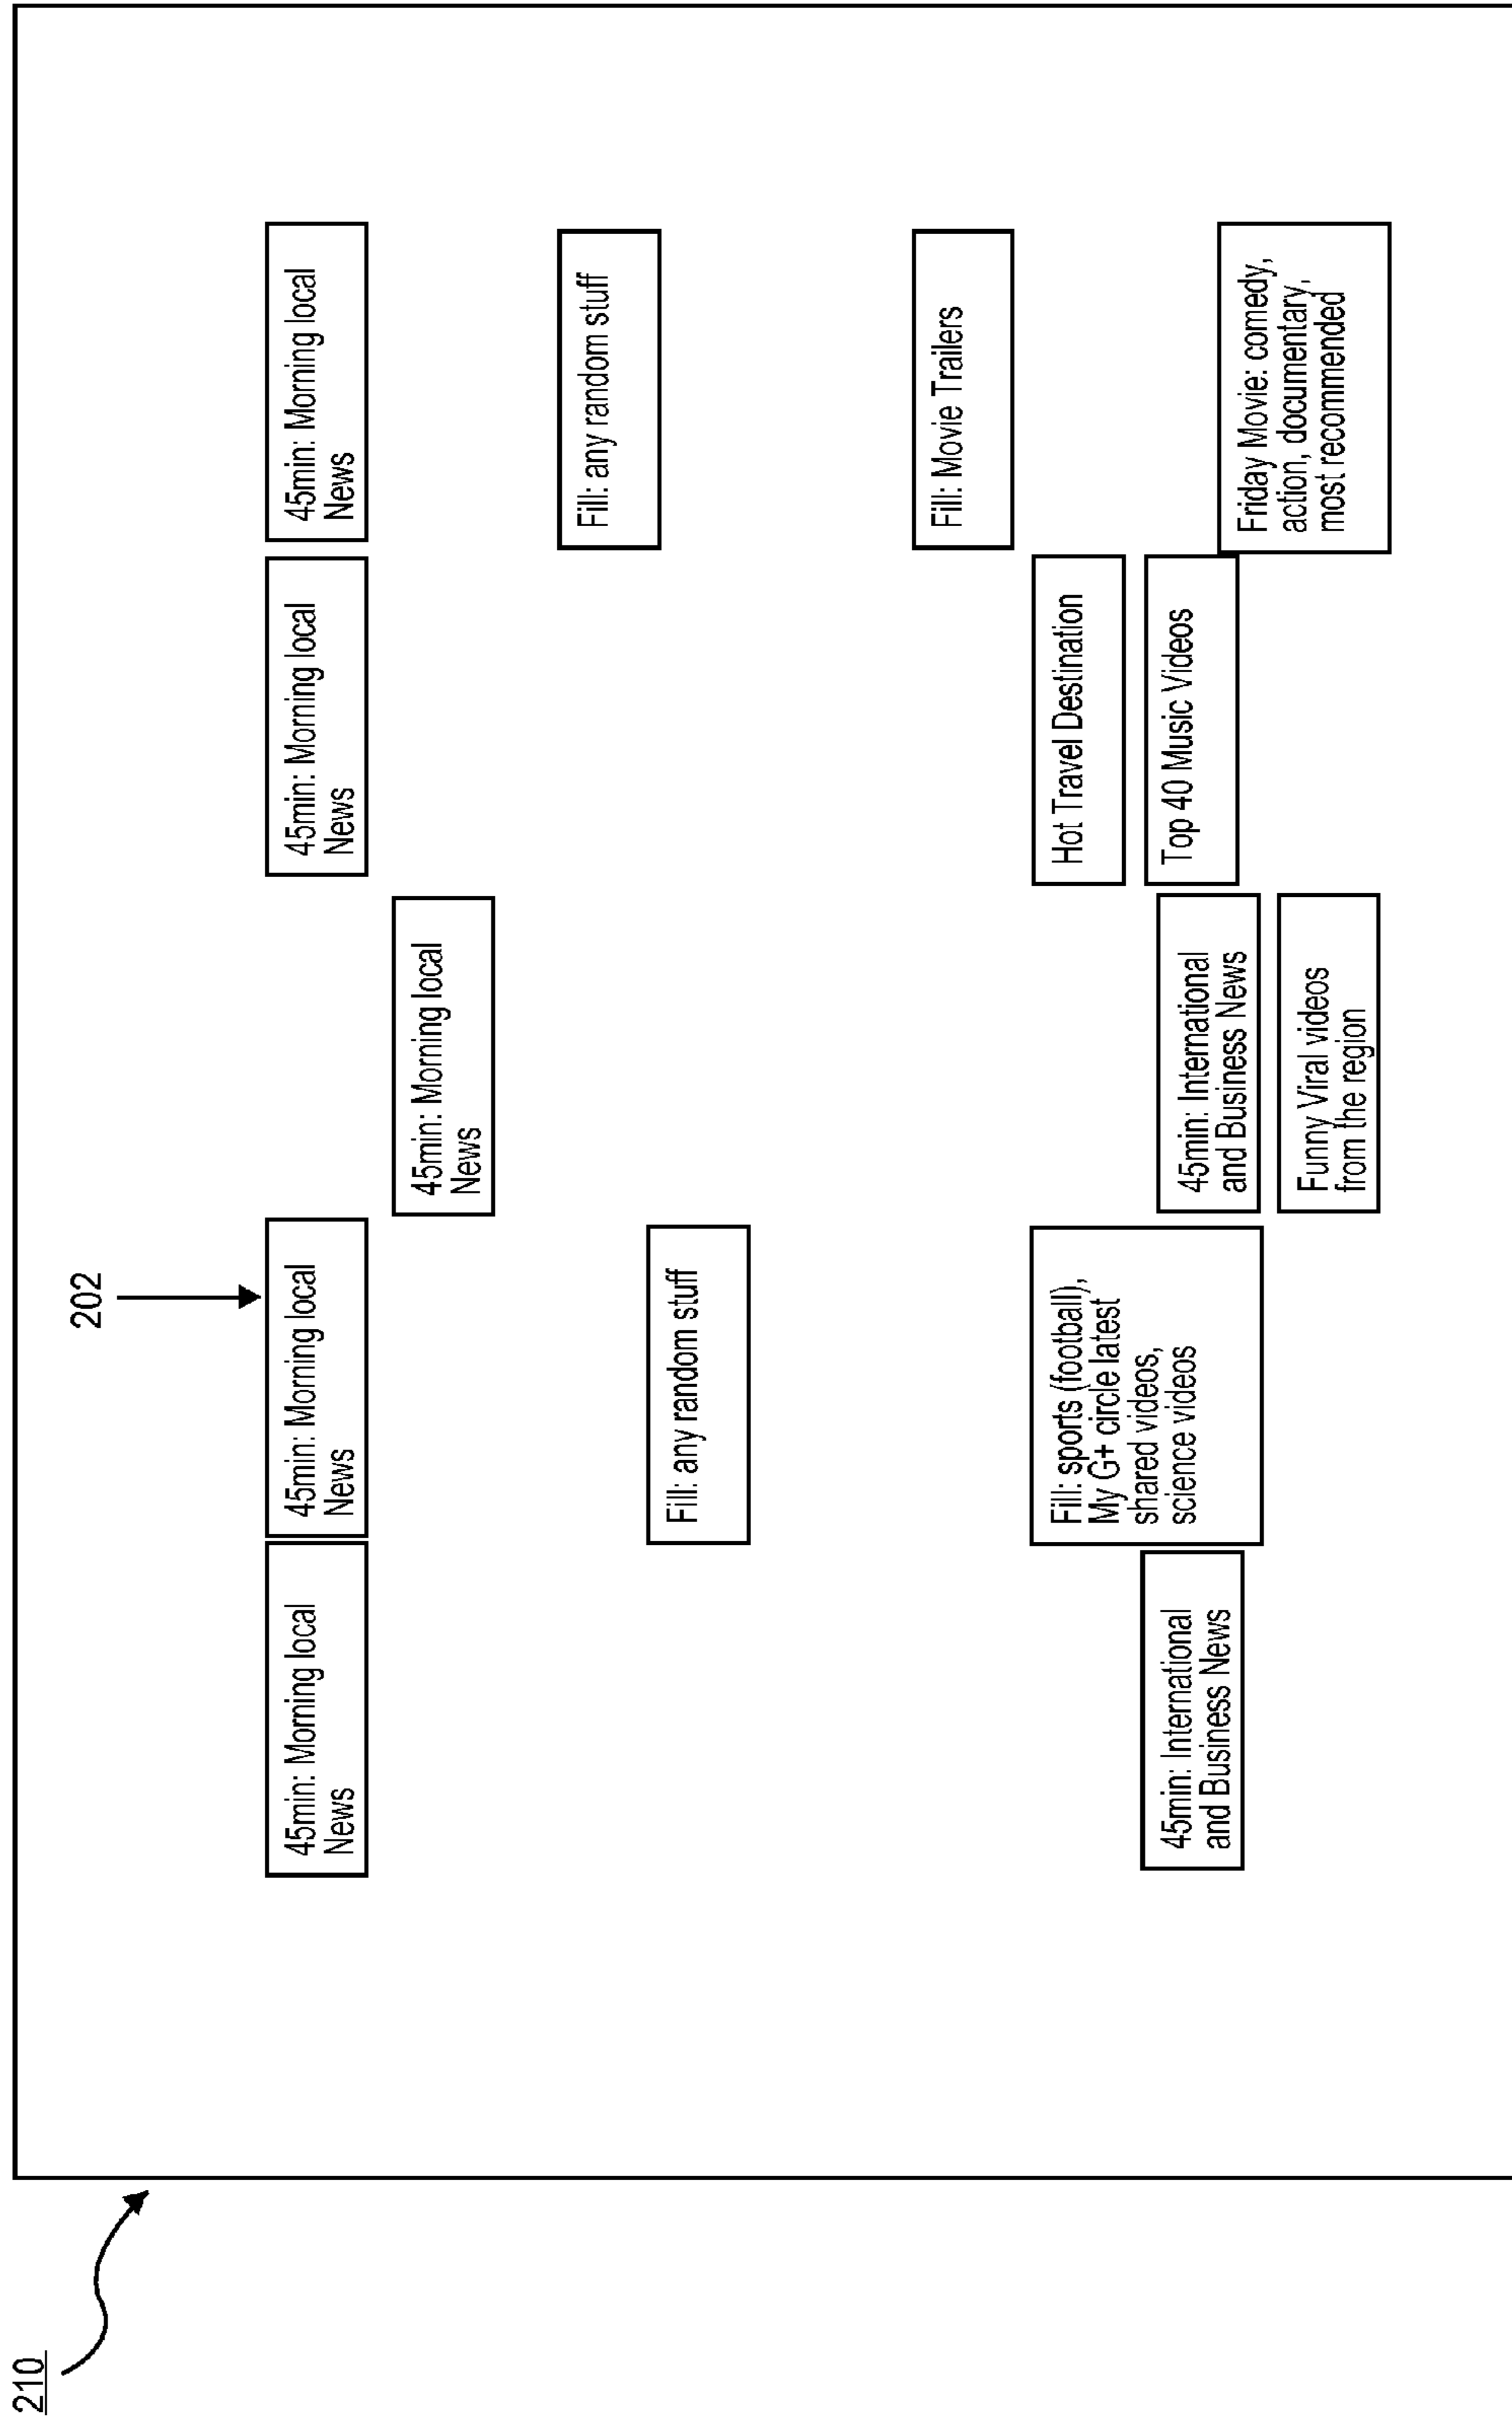 210
202
45min: Morning local
News
45min: Morning local
News
45min: Morning local
News
45min: Morning local
News
45min: Morning local
News
Fill: any random stuff
Fill: any random stuff
Fill: Movie Trailers
Fill: sports (football),
My G+ circle latest
shared videos,
science videos
Hot Travel Destination
45min: International
and Business News
45min: International
and Business News
Top 40 Music Videos
Friday Movie: comedy,
action, documentary,
most recommended
Funny Viral videos
from the region